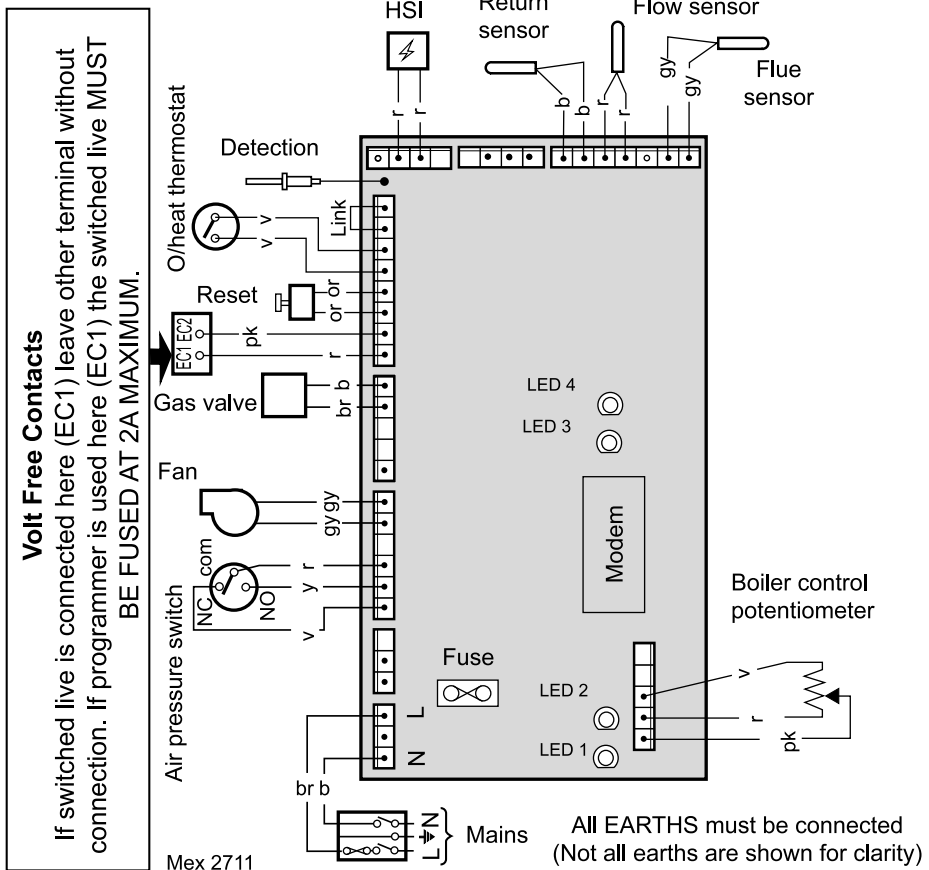 Volt Free Contacts
If switched live is connected here (EC1) leave other terminal without
connection. If programmer is used here (EC1) the switched live MUST
BE FUSED AT 2A MAXIMUM.
HSI
Return
sensor
Flow sensor
Flue
sensor
r
r
b
b
r
r
gy
gy
Detection
O/heat thermostat
v
v
Link
Reset
or or
EC1 EC2
pk
r
Gas valve
br b
LED 4
LED 3
Fan
gy gy
Modem
Air pressure switch
NC
com
NO
r
y
v
Boiler control
potentiometer
Fuse
LED 2
LED 1
v
r
pk
L
N
br b
N
L
Mains
All EARTHS must be connected
(Not all earths are shown for clarity)
Mex 2711